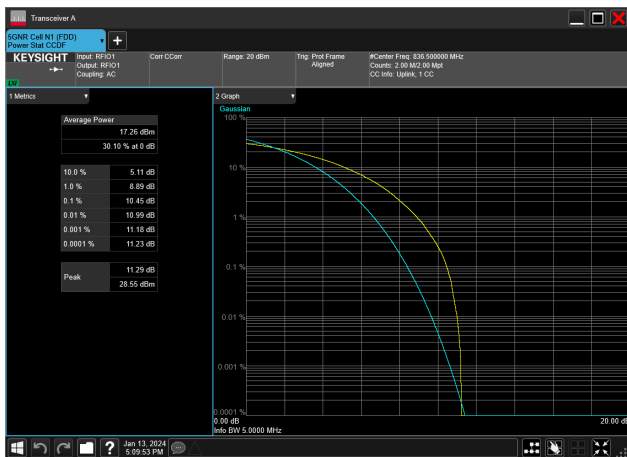 Transceiver A
5GNR Cell N1 (FDD)
Power Stat CCDF
KEYSIGHT
LXI
Input: RFIO1
Output: RFIO1
Coupling: AC
Corr CCorr
Range: 20 dBm
Trig: Prot Frame
Aligned
#Center Freq: 836.500000 MHz
Counts: 2.00 M/2.00 Mpt
CC Info: Uplink, 1 CC
1 Metrics
Average Power
17.26 dBm
30.10 % at 0 dB
10.0 % 5.11 dB
1.0 % 8.89 dB
0.1 % 10.45 dB
0.01 % 10.99 dB
0.001 % 11.18 dB
0.0001 % 11.23 dB
Peak
11.29 dB
28.55 dBm
2 Graph
Gaussian
100 %
10 %
1 %
0.1 %
0.01 %
0.001 %
0.0001 %
0.00 dB
20.00 dB
Info BW 5.0000 MHz
Jan 13, 2024
5:09:53 PM